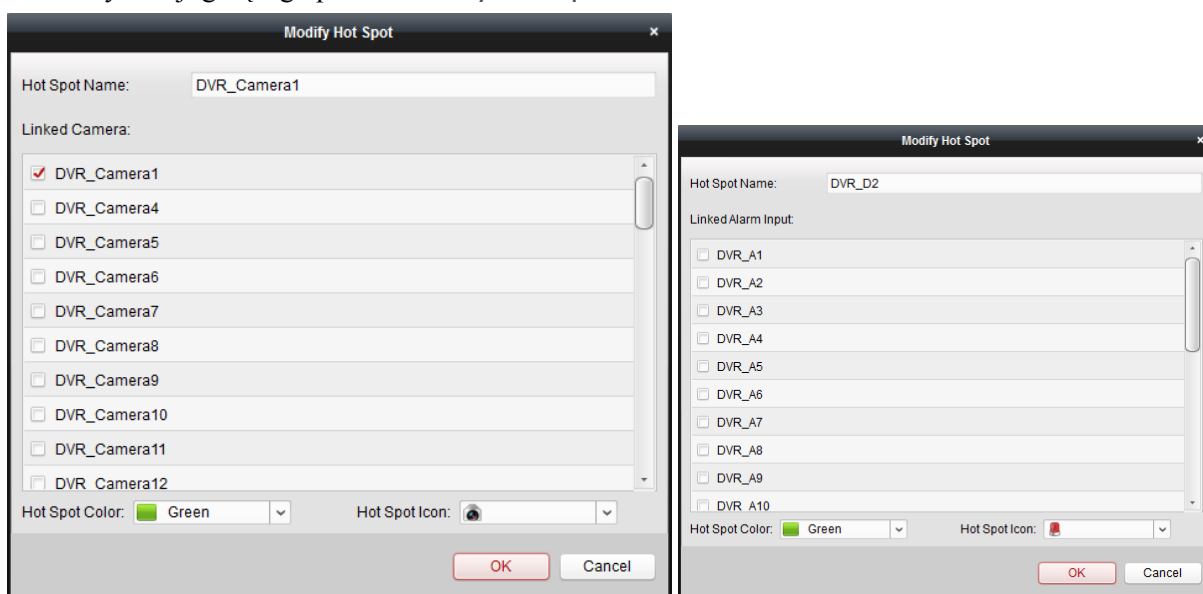 Modify Hot Spot
Hot Spot Name: DVR_Camera1
Linked Camera:
DVR_Camera1
DVR_Camera4
DVR_Camera5
DVR_Camera6
DVR_Camera7
DVR_Camera8
DVR_Camera9
DVR_Camera10
DVR_Camera11
DVR_Camera12
Hot Spot Color: Green Hot Spot Icon:
OK Cancel
Modify Hot Spot
Hot Spot Name: DVR_D2
Linked Alarm Input:
DVR_A1
DVR_A2
DVR_A3
DVR_A4
DVR_A5
DVR_A6
DVR_A7
DVR_A8
DVR_A9
DVR_A10
Hot Spot Color: Green Hot Spot Icon:
OK Cancel